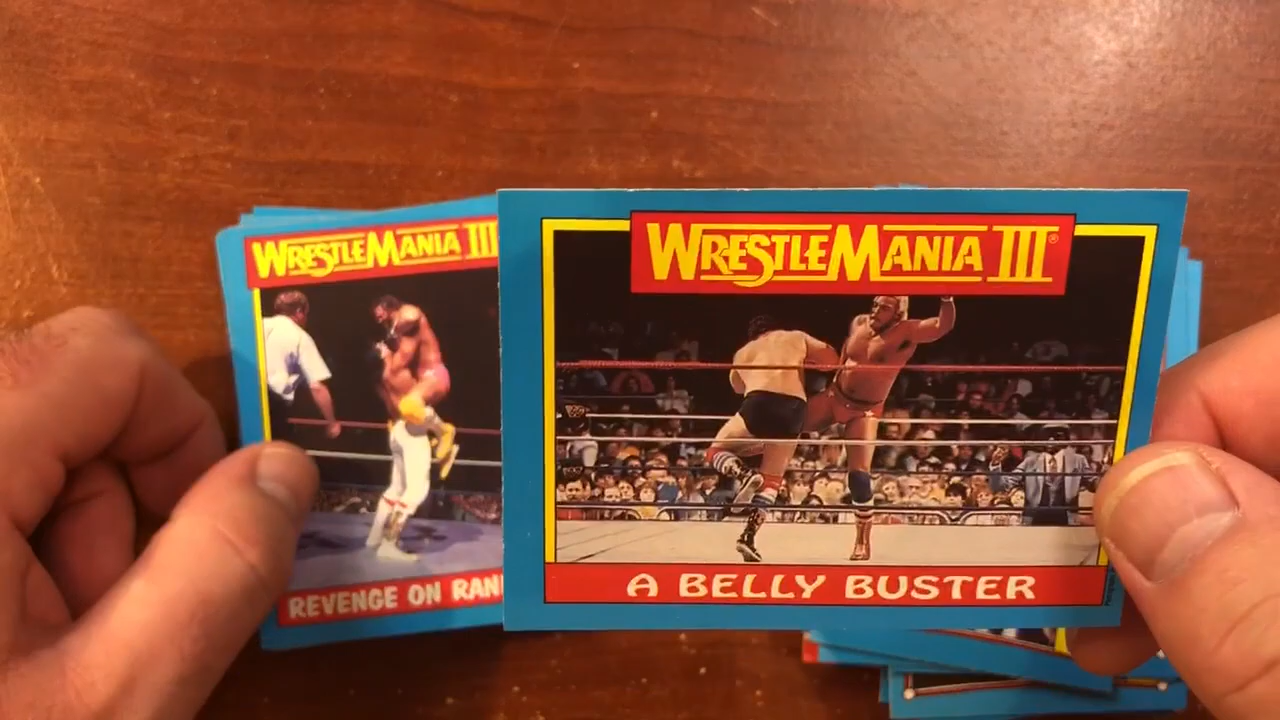 WRESTLEMANIA III
REVENGE ON RAN
WRESTLEMANIA III®
A BELLY BUSTER